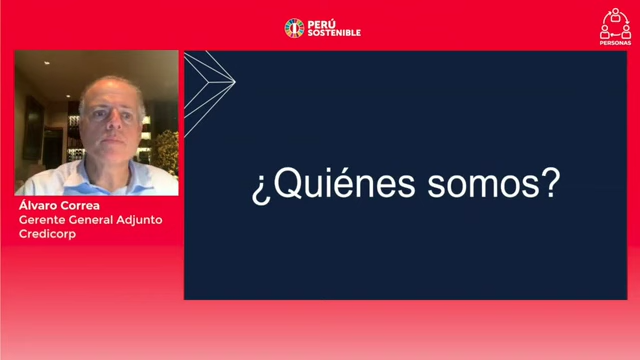 PERÚ
SOSTENIBLE
PERSONAS
¿Quiénes somos?
Álvaro Correa
Gerente General Adjunto
Credicorp